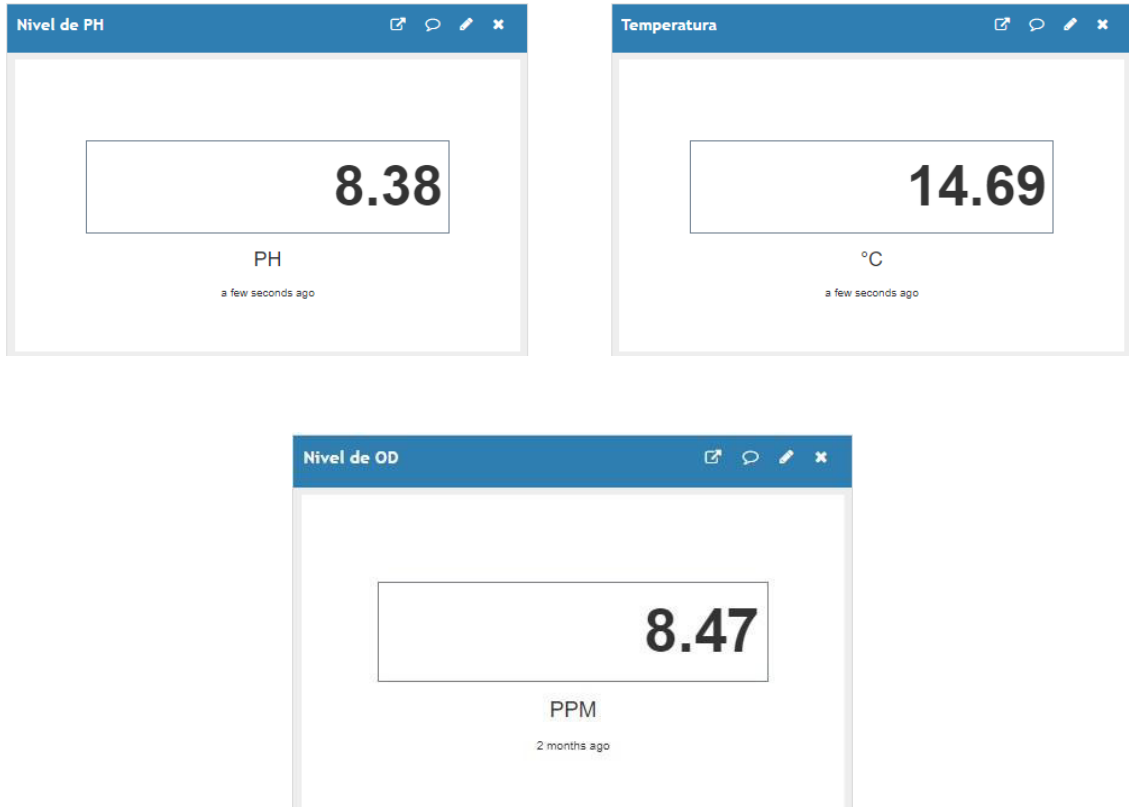 Nivel de PH
8.38
PH
a few seconds ago
Temperatura
14.69
°C
a few seconds ago
Nivel de OD
8.47
PPM
2 months ago